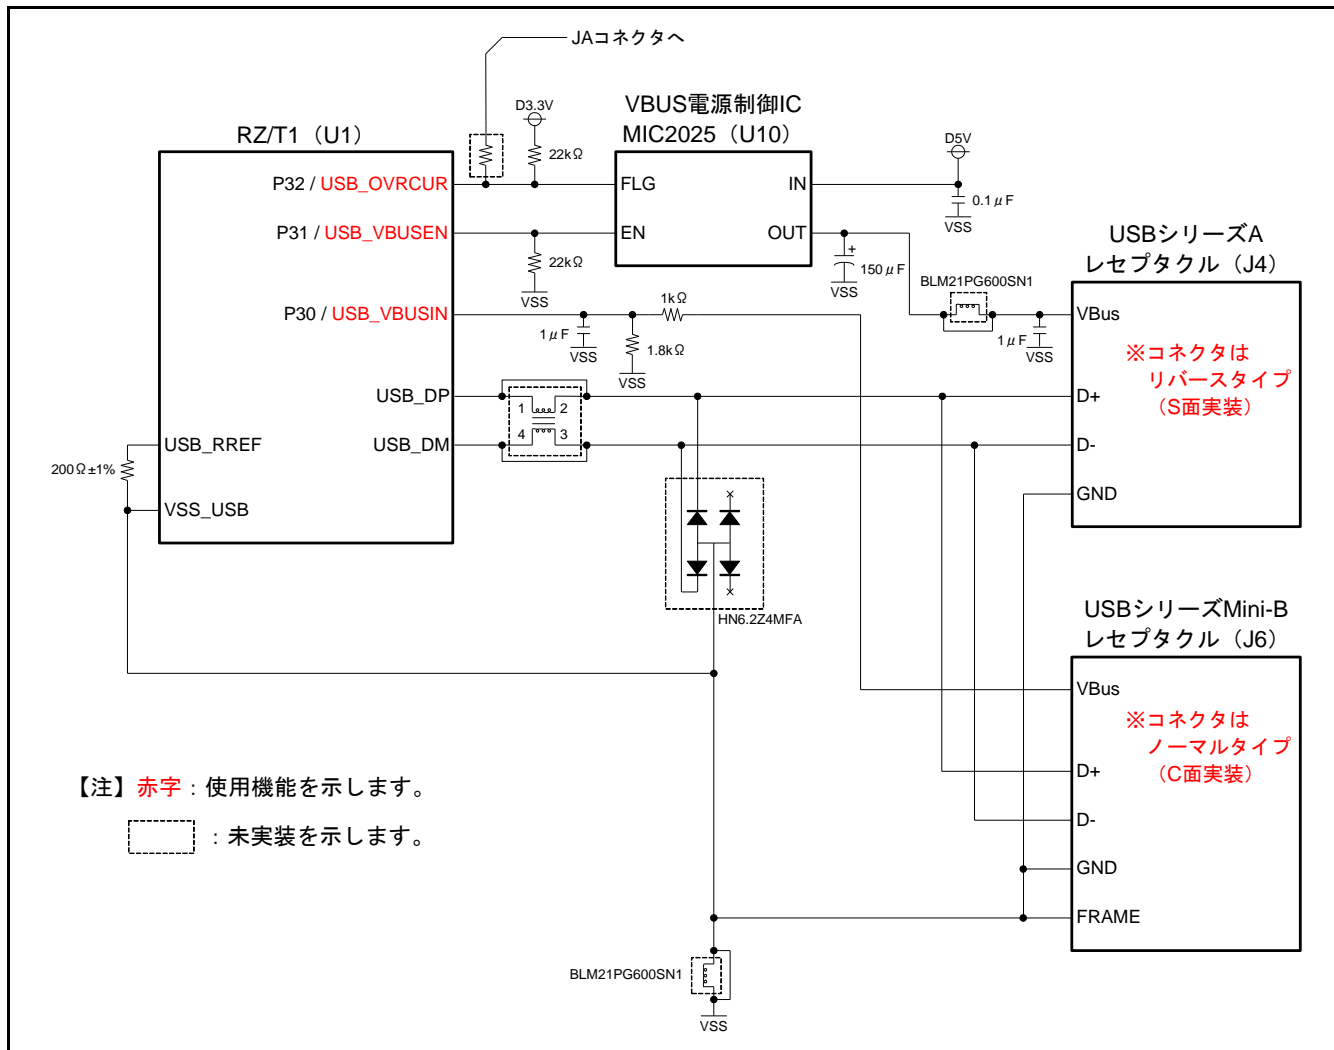 JAコネクタへ
D3.3V
VBUS電源制御IC
MIC2025（U10）
RZ/T1（U1）
22kΩ
D5V
P32 / USB_OVRCUR
FLG
IN
0.1μF
VSS
P31 / USB_VBUSEN
EN
OUT
USBシリーズA
レセプタクル（J4）
22kΩ
VSS
+
150μF
VSS
BLM21PG600SN1
1kΩ
P30 / USB_VBUSIN
VBus
1μF
VSS
1.8kΩ
VSS
1μF
VSS
※コネクタは
リバースタイプ
（S面実装）
USB_DP
1 2
4 3
D+
USB_RREF
USB_DM
D-
200Ω±1%
VSS_USB
GND
HN6.2Z4MFA
USBシリーズMini-B
レセプタクル（J6）
VBus
※コネクタは
ノーマルタイプ
（C面実装）
D+
【注】赤字：使用機能を示します。
D-
：未実装を示します。
GND
FRAME
BLM21PG600SN1
VSS